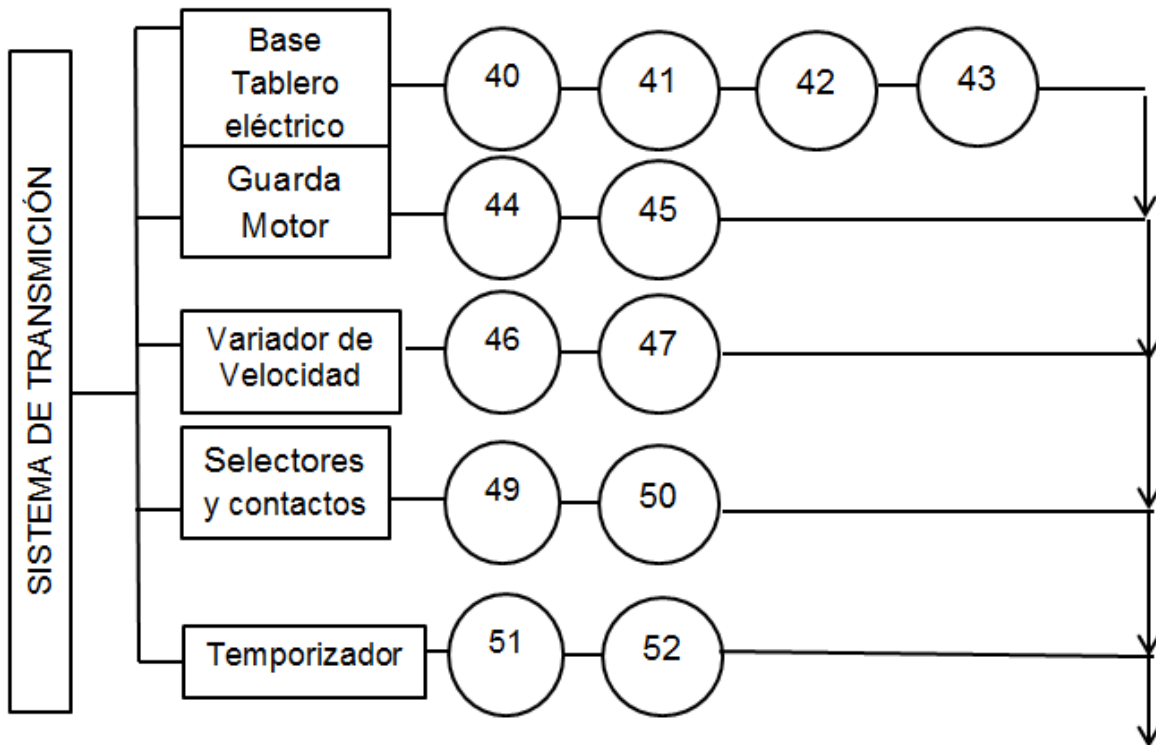 SISTEMA DE TRANSMICIÓN
Base
Tablero
eléctrico
40
41
42
43
Guarda
Motor
44
45
Variador de
Velocidad
46
47
Selectores
y contactos
49
50
Temporizador
51
52